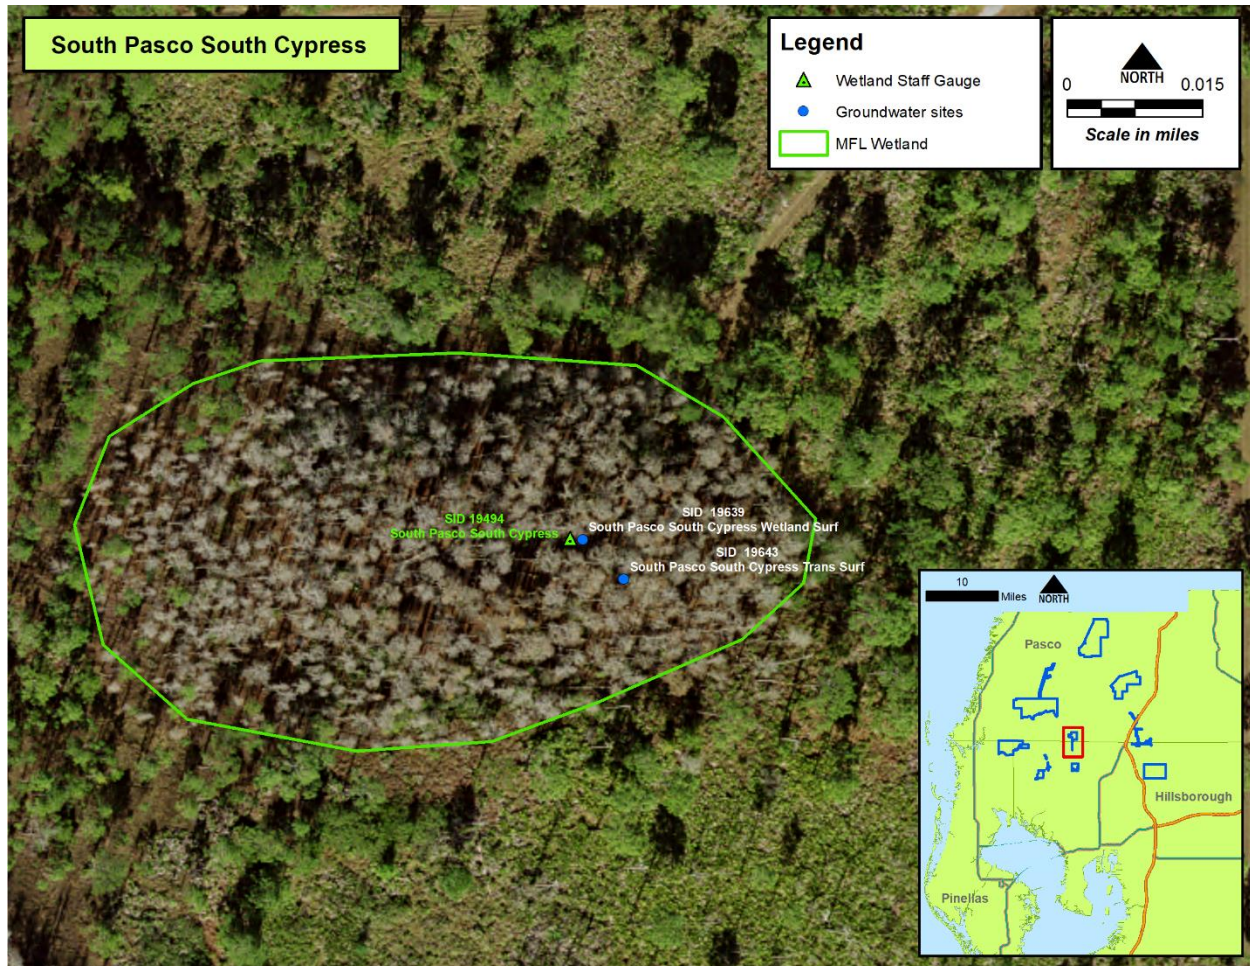 South Pasco South Cypress
Legend
Wetland Staff Gauge
Groundwater sites
MFL Wetland
NORTH
0 0.015
Scale in miles
SID 19494
South Pasco South Cypress
SID 19639
South Pasco South Cypress Wetland Surf
SID 19643
South Pasco South Cypress Trans Surf
10
Miles
NORTH
Pasco
Hillsborough
Pinellas